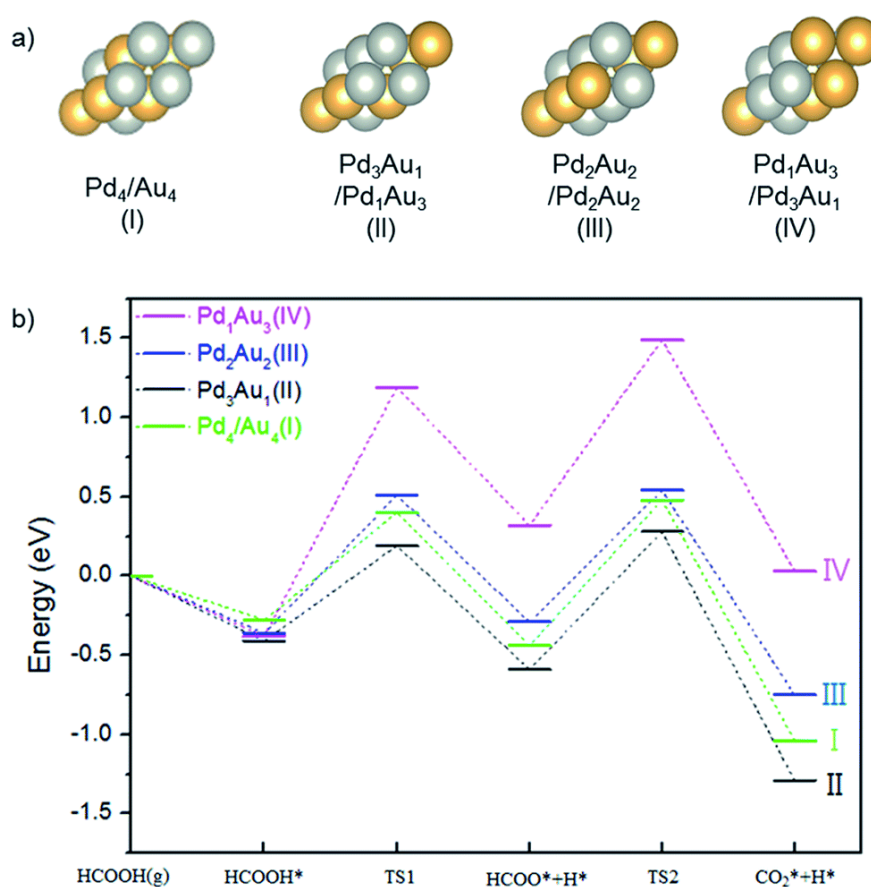 a)
Pd₄/Au₄
(I)
Pd₃Au₁
/Pd₁Au₃
(II)
Pd₂Au₂
/Pd₂Au₂
(III)
Pd₁Au₃
/Pd₃Au₁
(IV)
b)
Pd₁Au₃(IV)
Pd₂Au₂(III)
Pd₃Au₁(II)
Pd₄/Au₄(I)
Energy (eV)
1.5
1.0
0.5
0.0
-0.5
-1.0
-1.5
IV
III
I
II
HCOOH(g)
HCOOH*
TS1
HCOO*+H*
TS2
CO₂*+H*